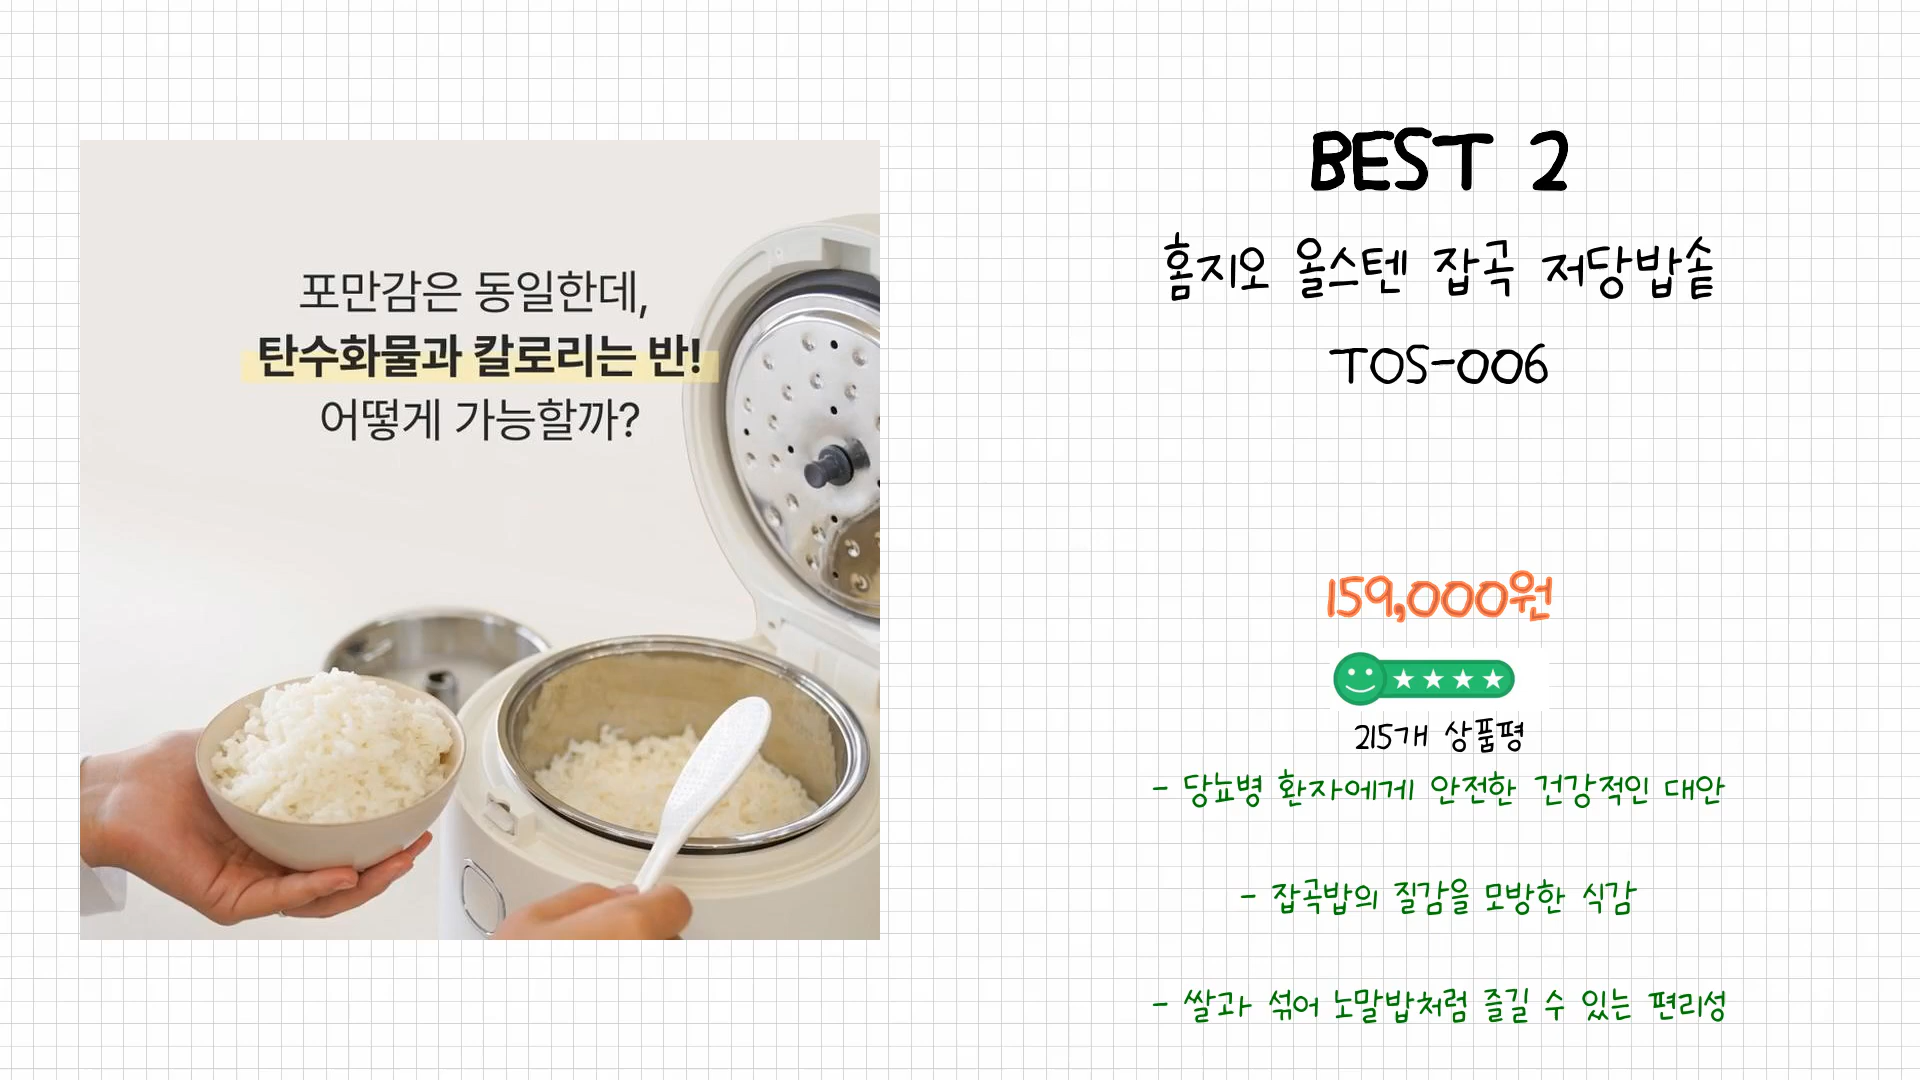 포만감은 동일한데,
탄수화물과 칼로리는 반!
어떻게 가능할까?
BEST 2
홈지오 올스텐 잡곡 저당밥솥
TOS-006
159,000원
215개 상품평
- 당뇨병 환자에게 안전한 건강적인 대안
- 잡곡밥의 질감을 모방한 식감
- 쌀과 섞어 노말밥처럼 즐길 수 있는 편리성